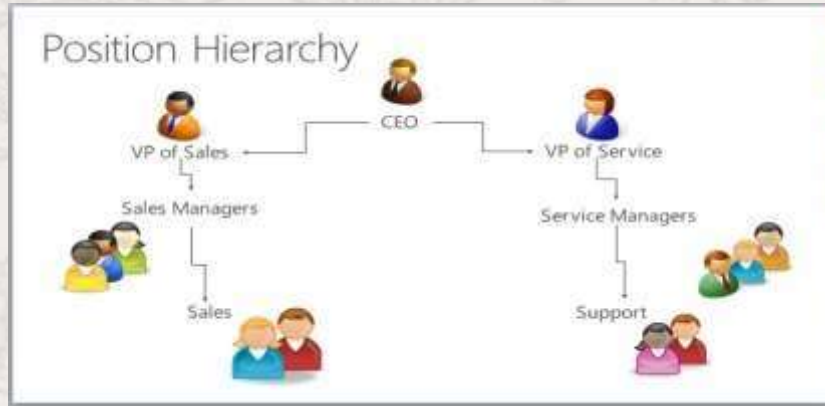 Position Hierarchy
CEO
VP of Sales
VP of Service
Sales Managers
Service Managers
Sales
Support